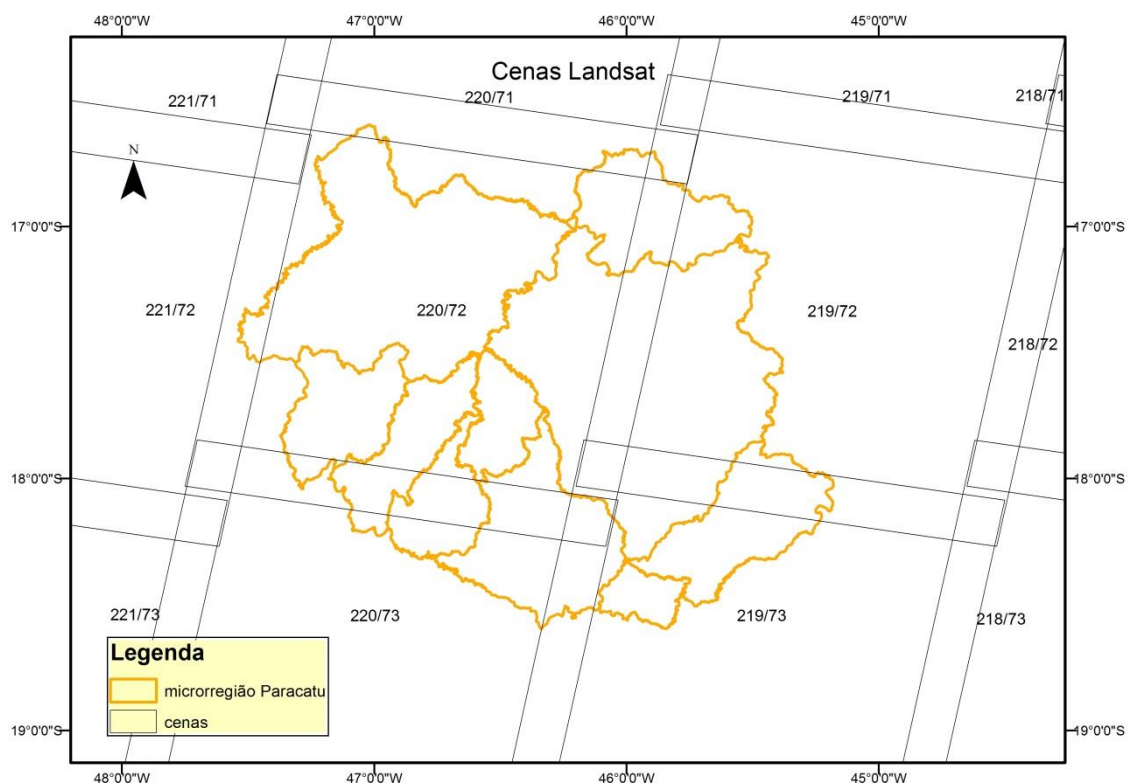 48°0'0"W 47°0'0"W 46°0'0"W 45°0'0"W
Cenas Landsat
221/71 220/71 219/71 218/71
N
17°0'0"S 17°0'0"S
221/72 220/72 219/72 218/72
18°0'0"S 18°0'0"S
221/73 220/73 219/73 218/73
Legenda
microrregião Paracatu
cenas
19°0'0"S 19°0'0"S
48°0'0"W 47°0'0"W 46°0'0"W 45°0'0"W